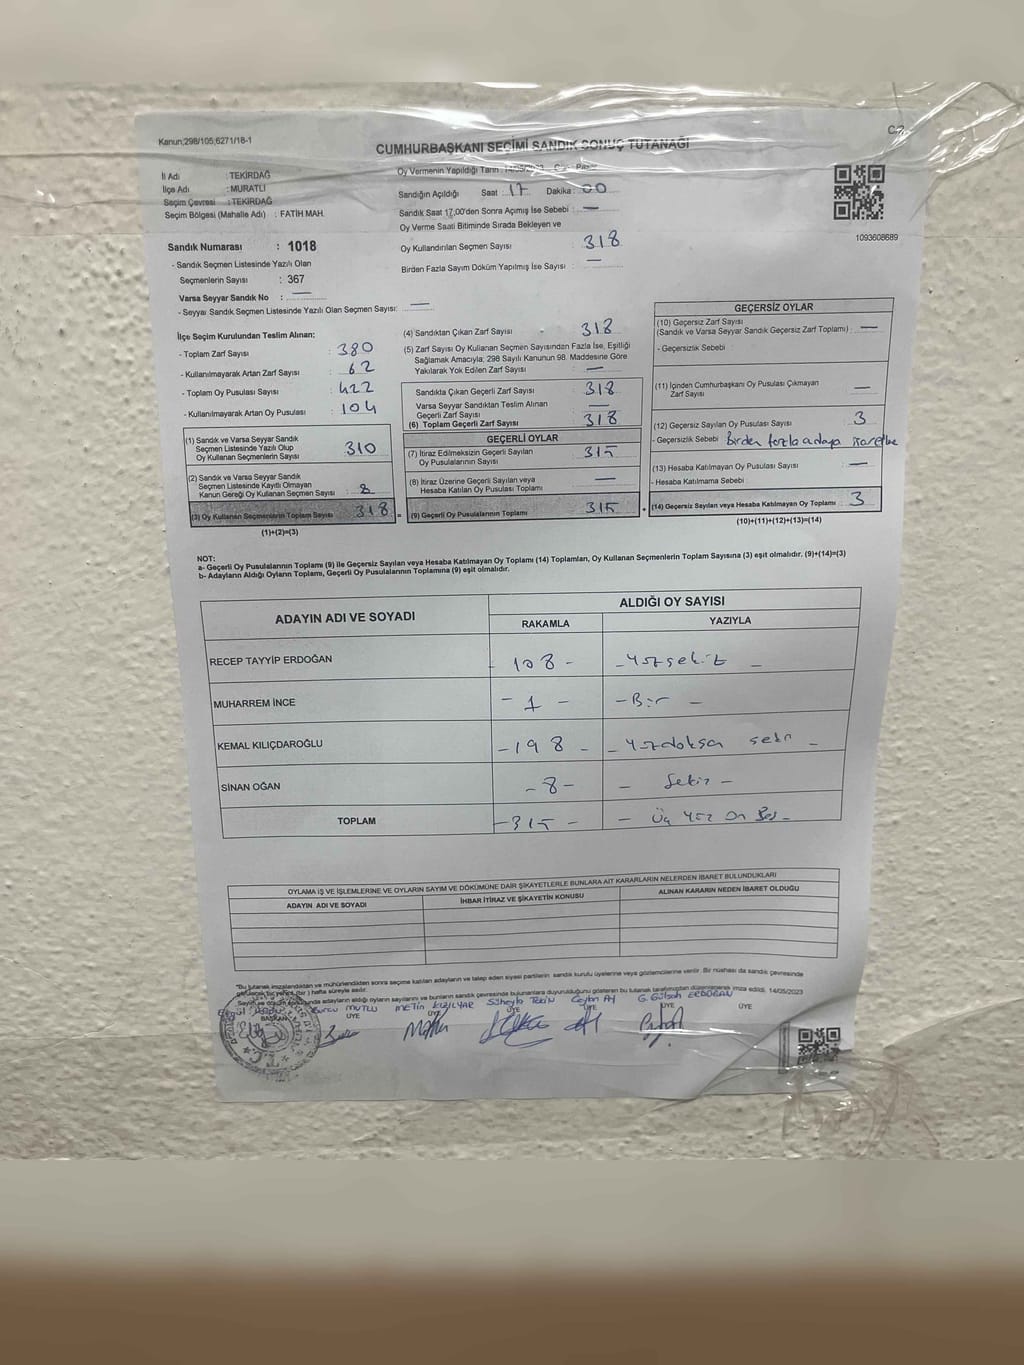 Kanun;298/105;6271/18-1
CUMHURBAŞKANI SEÇİMİ SANDIK SONUÇ TUTANAĞI
İl Adı : TEKİRDAĞ
İlçe Adı : MURATLI
Seçim Çevresi : TEKİRDAĞ
Seçim Bölgesi (Mahalle Adı) : FATİH MAH.
Sandık Numarası : 1018
- Sandık Seçmen Listesinde Yazılı Olan
Seçmenlerin Sayısı : 367
Varsa Seyyar Sandık No : —
- Seyyar Sandık Seçmen Listesinde Yazılı Olan Seçmen Sayısı: —
Oy Vermenin Yapıldığı Tarih
Sandığın Açıldığı Saat : 17 Dakika : 00
Sandık Saat 17,00'den Sonra Açımış İse Sebebi : —
Oy Verme Saati Bitiminde Sırada Bekleyen ve
Oy Kullandırılan Seçmen Sayısı : 318
Birden Fazla Sayım Döküm Yapılmış İse Sayısı : —
1093608689
İlçe Seçim Kurulundan Teslim Alınan:
- Toplam Zarf Sayısı : 380
- Kullanılmayarak Artan Zarf Sayısı : 62
- Toplam Oy Pusulası Sayısı : 422
- Kullanılmayarak Artan Oy Pusulası : 104
(1) Sandık ve Varsa Seyyar Sandık
Seçmen Listesinde Yazılı Olup
Oy Kullanan Seçmenlerin Sayısı 310
(2) Sandık ve Varsa Seyyar Sandık
Seçmen Listesinde Kayıtlı Olmayan
Kanun Gereği Oy Kullanan Seçmen Sayısı : 8
(3) Oy Kullanan Seçmenlerin Toplam Sayısı 318
(1)+(2)=(3)
(4) Sandıktan Çıkan Zarf Sayısı : 318
(5) Zarf Sayısı Oy Kullanan Seçmen Sayısından Fazla İse, Eşitliği
Sağlamak Amacıyla; 298 Sayılı Kanunun 98. Maddesine Göre
Yakılarak Yok Edilen Zarf Sayısı : —
Sandıkta Çıkan Geçerli Zarf Sayısı : 318
Varsa Seyyar Sandıktan Teslim Alınan
Geçerli Zarf Sayısı : —
(6) Toplam Geçerli Zarf Sayısı : 318
GEÇERLİ OYLAR
(7) İtiraz Edilmeksizin Geçerli Sayılan
Oy Pusulalarının Sayısı : 315
(8) İtiraz Üzerine Geçerli Sayılan veya
Hesaba Katılan Oy Pusulası Toplamı : —
(9) Geçerli Oy Pusulalarının Toplamı : 315
GEÇERSİZ OYLAR
(10) Geçersiz Zarf Sayısı
(Sandık ve Varsa Seyyar Sandık Geçersiz Zarf Toplamı) : —
- Geçersizlik Sebebi :
(11) İçinden Cumhurbaşkanı Oy Pusulası Çıkmayan
Zarf Sayısı : —
(12) Geçersiz Sayılan Oy Pusulası Sayısı : 3
- Geçersizlik Sebebi : Birden fazla adaya
(13) Hesaba Katılmayan Oy Pusulası Sayısı : —
- Hesaba Katılmama Sebebi :
(14) Geçersiz Sayılan veya Hesaba Katılmayan Oy Toplamı : 3
(10)+(11)+(12)+(13)=(14)
NOT:
a- Geçerli Oy Pusulalarının Toplamı (9) ile Geçersiz Sayılan veya Hesaba Katılmayan Oy Toplamı (14) Toplamları, Oy Kullanan Seçmenlerin Toplam Sayısına (3) eşit olmalıdır. (9)+(14)=(3)
b- Adayların Aldığı Oyların Toplamı, Geçerli Oy Pusulalarının Toplamına (9) eşit olmalıdır.
ADAYIN ADI VE SOYADI
ALDIĞI OY SAYISI
RAKAMLA YAZIYLA
RECEP TAYYİP ERDOĞAN - 108 - - Yüzsekiz -
MUHARREM İNCE - 1 - - Bir -
KEMAL KILIÇDAROĞLU - 198 - - Yüzdoksa seki -
SİNAN OĞAN - 8 - - Sekiz -
TOPLAM - 315 - - Üç Yüz On Beş -
OYLAMA İŞ VE İŞLEMLERİNE VE OYLARIN SAYIM VE DÖKÜMÜNE DAİR ŞİKAYETLERLE BUNLARA AİT KARARLARIN NELERDEN İBARET BULUNDUKLARI
ADAYIN ADI VE SOYADI İHBAR İTİRAZ VE ŞİKAYETİN KONUSU ALINAN KARARIN NEDEN İBARET OLDUĞU
"Bu tutanak imzalandıktan ve mühürlendikten sonra seçime katılan adayların ve talep eden siyasi partilerin sandık kurulu üyelerine veya gözlemcilerine verilir. Bir nüshası da sandık çevresinde
(bir) hafta süreyle asılır.
adayların aldığı oyların sayılarını ve bunların sandık çevresinde bulunanlara duyurulduğunu gösteren bu tutanak tarafımızdan düzenlenerek imza edildi. 14/05/2023
Burcu MUTLU METİN KIZILYAR Süheyla Tekin Ceylan AY G. Gülşah ERDOĞAN
BAŞKAN ÜYE ÜYE ÜYE ÜYE ÜYE ÜYE